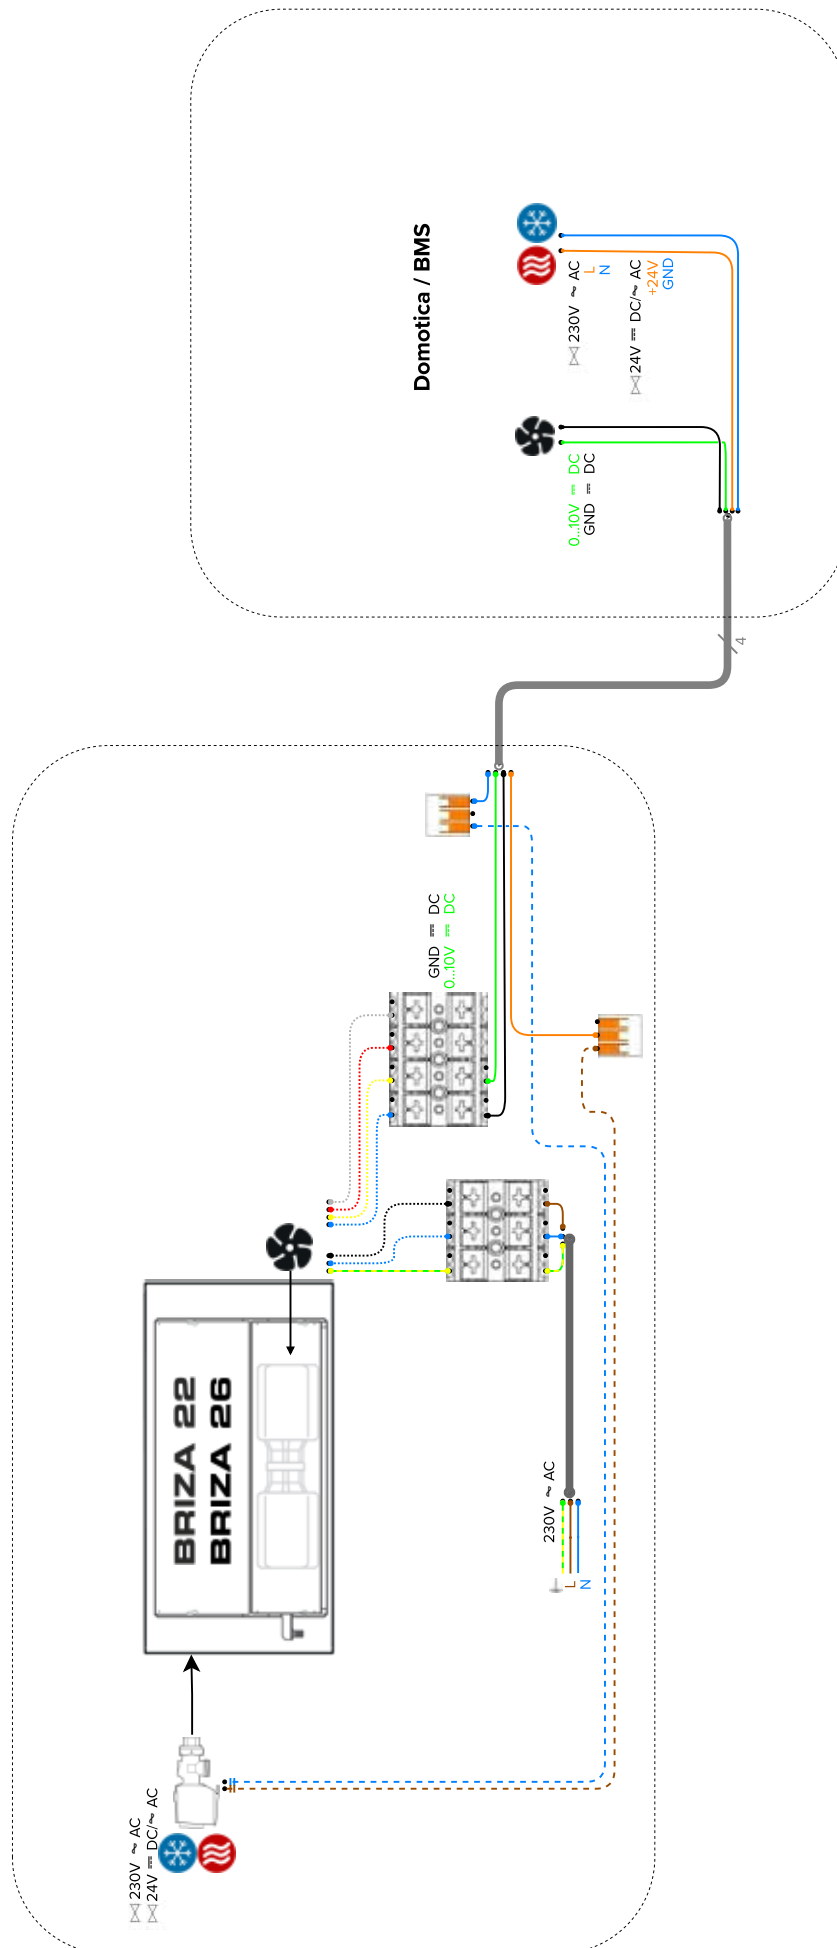 Domotica / BMS
230V ~ AC
L
N
24V ⎓ DC/~ AC
+24V
GND
0...10V ⎓ DC
GND ⎓ DC
4
GND ⎓ DC
0...10V ⎓ DC
BRIZA 22
BRIZA 26
230V ~ AC
L
N
230V ~ AC
24V ⎓ DC/~ AC